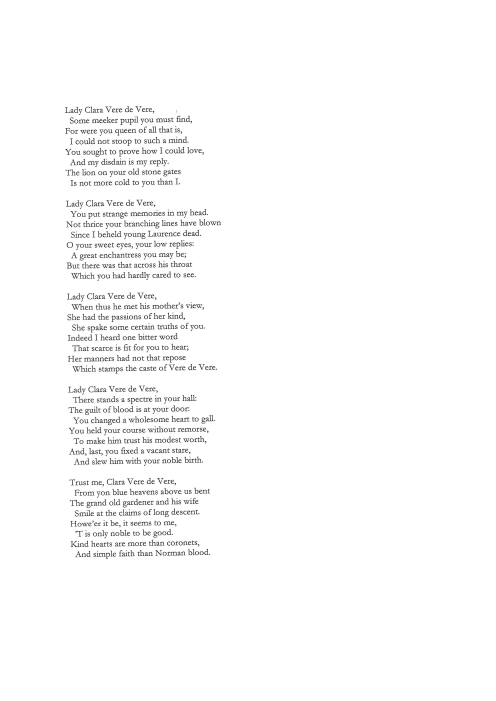 Lady Clara Vere de Vere,
Some meeker pupil you must find,
For were you queen of all that is,
I could not stoop to such a mind.
You sought to prove how I could love,
And my disdain is my reply.
The lion on your old stone gates
Is not more cold to you than I.

Lady Clara Vere de Vere,
You put strange memories in my head.
Not thrice your branching lines have blown
Since I beheld young Laurence dead.
O your sweet eyes, your low replies:
A great enchantress you may be;
But there was that across his throat
Which you had hardly cared to see.

Lady Clara Vere de Vere,
When thus he met his mother's view,
She had the passions of her kind,
She spake some certain truths of you.
Indeed I heard one bitter word
That scarce is fit for you to hear;
Her manners had not that repose
Which stamps the caste of Vere de Vere.

Lady Clara Vere de Vere,
There stands a spectre in your hall:
The guilt of blood is at your door:
You changed a wholesome heart to gall.
You held your course without remorse,
To make him trust his modest worth,
And, last, you fixed a vacant stare,
And slew him with your noble birth.

Trust me, Clara Vere de Vere,
From yon blue heavens above us bent
The grand old gardener and his wife
Smile at the claims of long descent.
Howe'er it be, it seems to me,
'T is only noble to be good.
Kind hearts are more than coronets,
And simple faith than Norman blood.